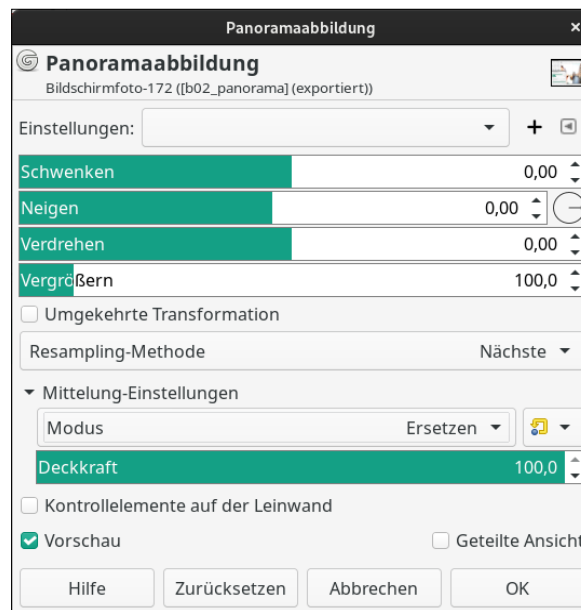 Panoramaabbildung
Panoramaabbildung
Bildschirmfoto-172 ([b02_panorama] (exportiert))
Einstellungen:
Schwenken 0,00
Neigen 0,00
Verdrehen 0,00
Vergrößern 100,0
Umgekehrte Transformation
Resampling-Methode Nächste
Mittelung-Einstellungen
Modus Ersetzen
Deckkraft 100,0
Kontrollelemente auf der Leinwand
Vorschau Geteilte Ansicht
Hilfe Zurücksetzen Abbrechen OK